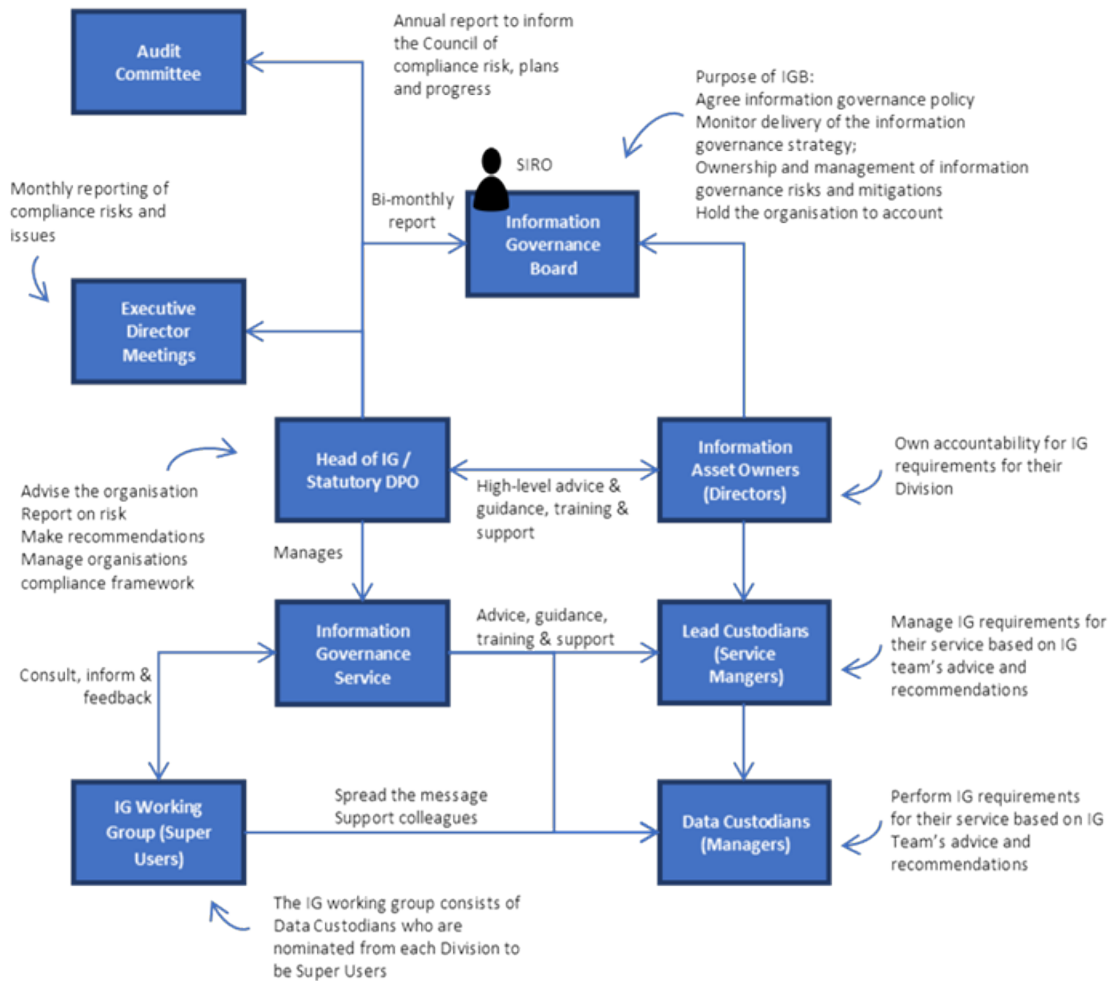 Audit
Committee
Annual report to inform
the Council of
compliance risk, plans
and progress
Purpose of IGB:
Agree information governance policy
Monitor delivery of the information
governance strategy;
Ownership and management of information
governance risks and mitigations
Hold the organisation to account
SIRO
Monthly reporting of
compliance risks and
issues
Bi-monthly
report
Information
Governance
Board
Executive
Director
Meetings
Head of IG /
Statutory DPO
Information
Asset Owners
(Directors)
Own accountability for IG
requirements for their
Division
High-level advice &
guidance, training &
support
Advise the organisation
Report on risk
Make recommendations
Manage organisations
compliance framework
Manages
Information
Governance
Service
Advice, guidance,
training & support
Lead Custodians
(Service
Mangers)
Manage IG requirements for
their service based on IG
team's advice and
recommendations
Consult, inform &
feedback
IG Working
Group (Super
Users)
Spread the message
Support colleagues
Data Custodians
(Managers)
Perform IG requirements
for their service based on IG
Team's advice and
recommendations
The IG working group consists of
Data Custodians who are
nominated from each Division to
be Super Users